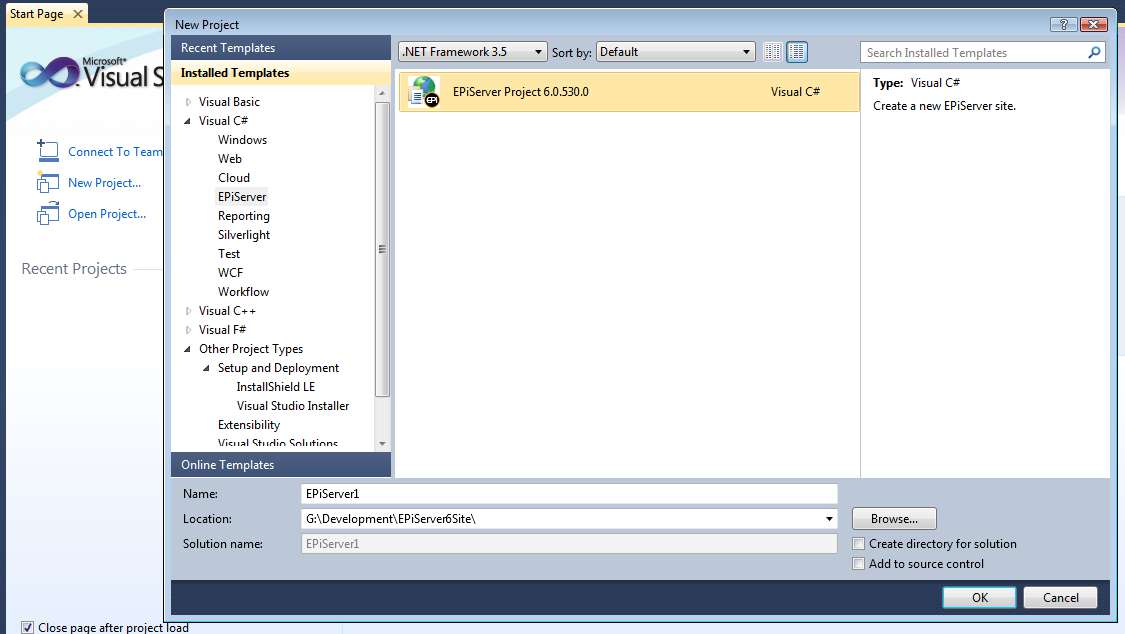 Start Page
Microsoft®
Visual S
Connect To Team
New Project...
Open Project...
Recent Projects
Close page after project load
New Project
Recent Templates
.NET Framework 3.5
Sort by:
Default
Search Installed Templates
Installed Templates
Visual Basic
Visual C#
Windows
Web
Cloud
EPiServer
Reporting
Silverlight
Test
WCF
Workflow
Visual C++
Visual F#
Other Project Types
Setup and Deployment
InstallShield LE
Visual Studio Installer
Extensibility
Visual Studio Solutions
Online Templates
EPi
EPiServer Project 6.0.530.0
Visual C#
Type: Visual C#
Create a new EPiServer site.
Name:
EPiServer1
Location:
G:\Development\EPiServer6Site\
Browse...
Solution name:
EPiServer1
Create directory for solution
Add to source control
OK
Cancel